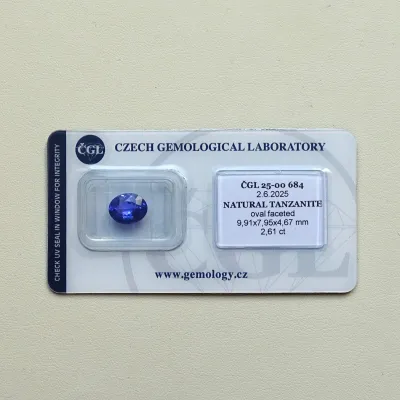 ČGL
CZECH GEMOLOGICAL LABORATORY
CHECK UV SEAL IN WINDOW FOR INTEGRITY
ČGL 25-00 684
2.6.2025
NATURAL TANZANITE
oval faceted
9,91x7,95x4,67 mm
2,61 ct
www.gemology.cz
CGL